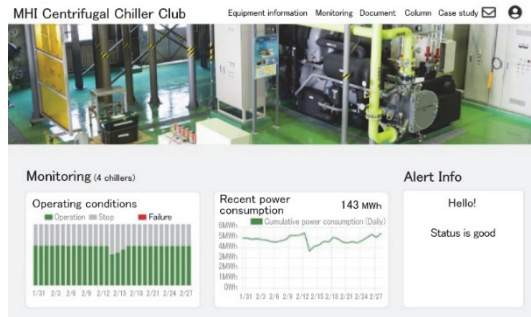 MHI Centrifugal Chiller Club
Equipment information Monitoring Document Column Case study
Monitoring (4 chillers)
Alert Info
Operating conditions
Operation Stop Failure
1/31 2/3 2/6 2/9 2/12 2/15 2/18 2/21 2/24 2/27
Recent power
consumption
143 MWh
Cumulative power consumption (Daily)
6MWh
5MWh
4MWh
3MWh
2MWh
1MWh
0Wh
1/31 2/3 2/6 2/9 2/12 2/15 2/18 2/21 2/24 2/27
Hello!
Status is good